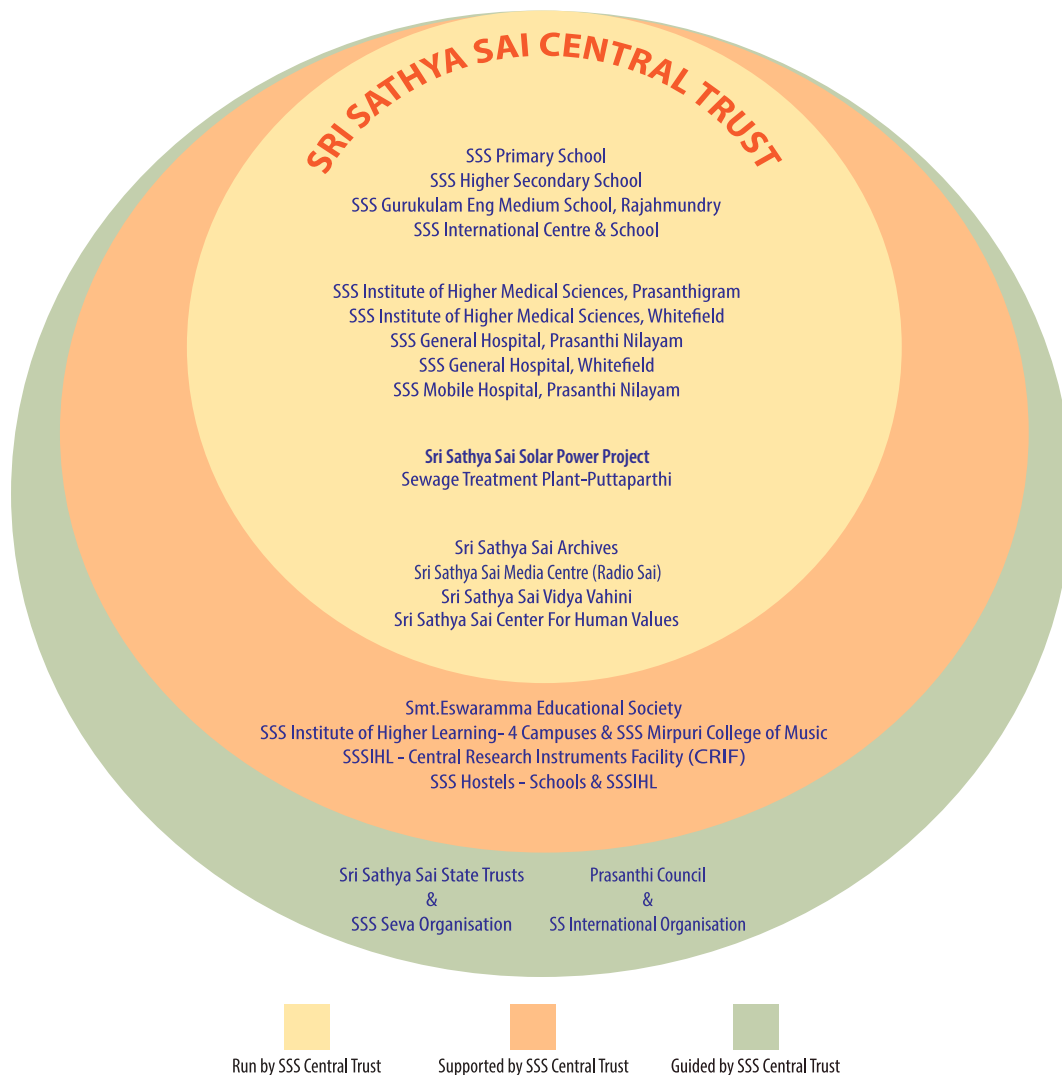 SRI SATHYA SAI CENTRAL TRUST
SSS Primary School
SSS Higher Secondary School
SSS Gurukulam Eng Medium School, Rajahmundry
SSS International Centre & School
SSS Institute of Higher Medical Sciences, Prasanthigram
SSS Institute of Higher Medical Sciences, Whitefield
SSS General Hospital, Prasanthi Nilayam
SSS General Hospital, Whitefield
SSS Mobile Hospital, Prasanthi Nilayam
Sri Sathya Sai Solar Power Project
Sewage Treatment Plant-Puttaparthi
Sri Sathya Sai Archives
Sri Sathya Sai Media Centre (Radio Sai)
Sri Sathya Sai Vidya Vahini
Sri Sathya Sai Center For Human Values
Smt.Eswaramma Educational Society
SSS Institute of Higher Learning- 4 Campuses & SSS Mirpuri College of Music
SSSIHL - Central Research Instruments Facility (CRIF)
SSS Hostels - Schools & SSSIHL
Sri Sathya Sai State Trusts
&
SSS Seva Organisation
Prasanthi Council
&
SS International Organisation
Run by SSS Central Trust
Supported by SSS Central Trust
Guided by SSS Central Trust